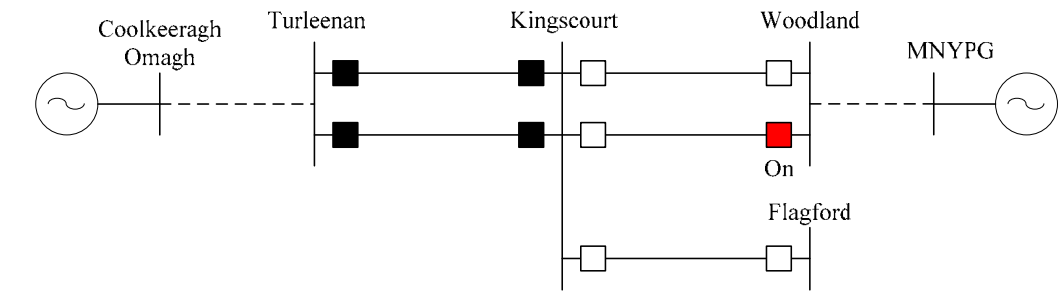 Coolkeeragh
Omagh
Turleenan
Kingscourt
Woodland
MNYPG
On
Flagford